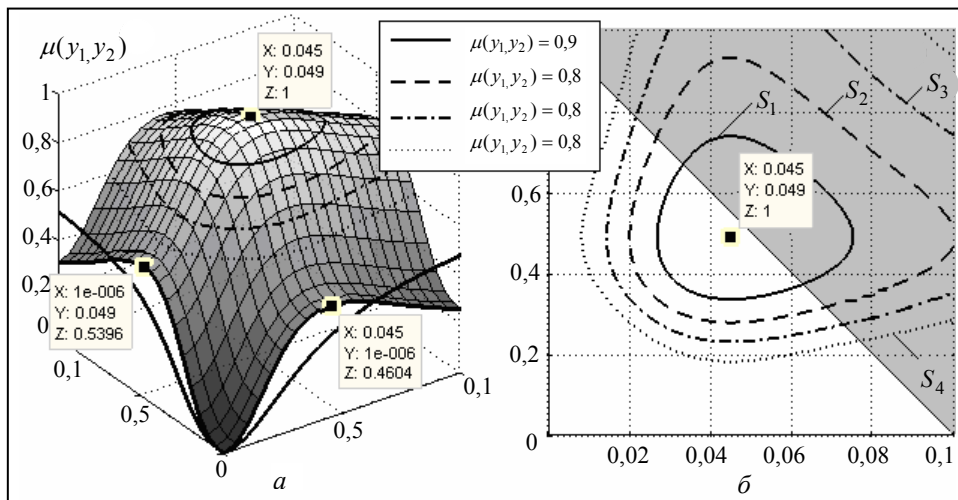 μ(y₁, y₂)
1
0,8
0,6
0,4
0,2
0
0,1
0,5
0
0,5
0,1
X: 0.045
Y: 0.049
Z: 1
X: 1e-006
Y: 0.049
Z: 0.5396
X: 0.045
Y: 1e-006
Z: 0.4604
а
μ(y₁, y₂) = 0,9
μ(y₁, y₂) = 0,8
μ(y₁, y₂) = 0,8
μ(y₁, y₂) = 0,8
S₁
S₂
S₃
S₄
X: 0.045
Y: 0.049
Z: 1
0,6
0,4
0,2
0
0,02
0,04
0,06
0,08
0,1
б